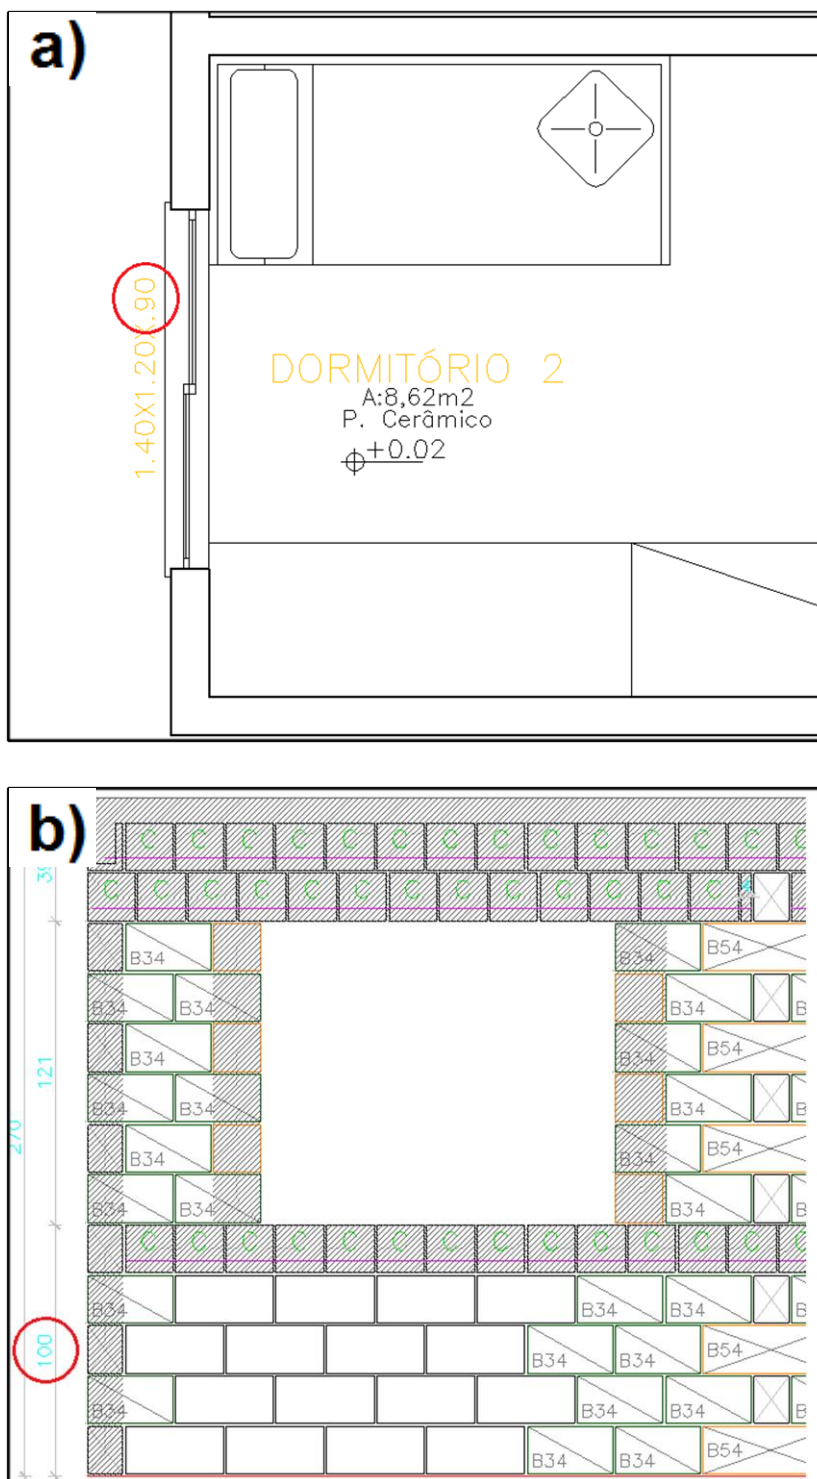 a)
1.40X1.20X.90
DORMITÓRIO 2
A:8,62m2
P. Cerâmico
+0.02
b)
C C C C C C C C C C C C C C
C C C C C C C C C C C C C
B34 B34 B54
B34 B34 B34 B
B34 B34 B54
121
B34 B34 B34 B
270
B34 B34 B54
B34 B34 B34 B
C C C C C C C C C C C C C C
B34 B34 B34 B
100
B34 B34 B54
B34 B34 B34 B
B34 B34 B54